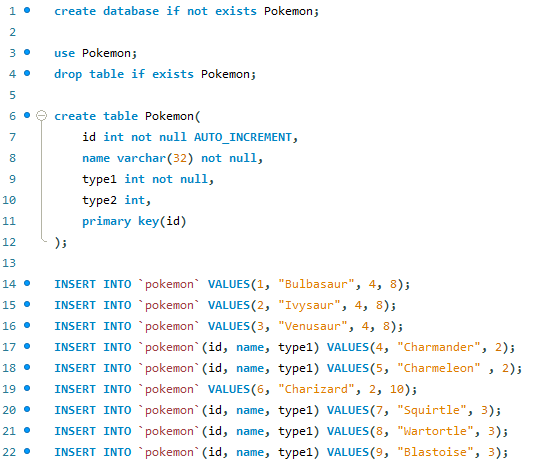 1 create database if not exists Pokemon;
2
3 use Pokemon;
4 drop table if exists Pokemon;
5
6 create table Pokemon(
7 id int not null AUTO_INCREMENT,
8 name varchar(32) not null,
9 type1 int not null,
10 type2 int,
11 primary key(id)
12 );
13
14 INSERT INTO `pokemon` VALUES(1, "Bulbasaur", 4, 8);
15 INSERT INTO `pokemon` VALUES(2, "Ivysaur", 4, 8);
16 INSERT INTO `pokemon` VALUES(3, "Venusaur", 4, 8);
17 INSERT INTO `pokemon`(id, name, type1) VALUES(4, "Charmander", 2);
18 INSERT INTO `pokemon`(id, name, type1) VALUES(5, "Charmeleon" , 2);
19 INSERT INTO `pokemon` VALUES(6, "Charizard", 2, 10);
20 INSERT INTO `pokemon`(id, name, type1) VALUES(7, "Squirtle", 3);
21 INSERT INTO `pokemon`(id, name, type1) VALUES(8, "Wartortle", 3);
22 INSERT INTO `pokemon`(id, name, type1) VALUES(9, "Blastoise", 3);